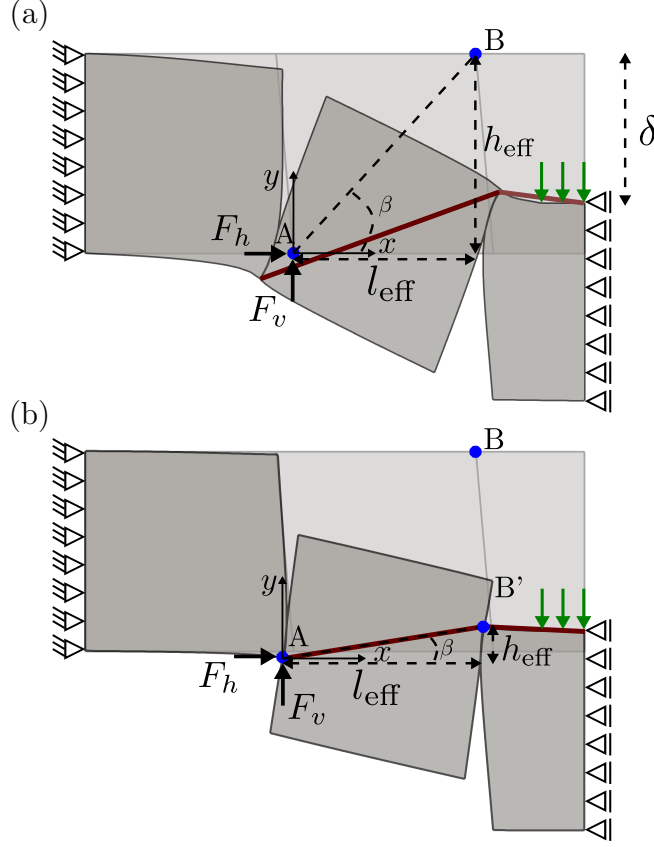 (a)
B
h_eff
δ
y
β
F_h
A
x
l_eff
F_v
(b)
B
B'
y
A
x
β
h_eff
F_h
l_eff
F_v